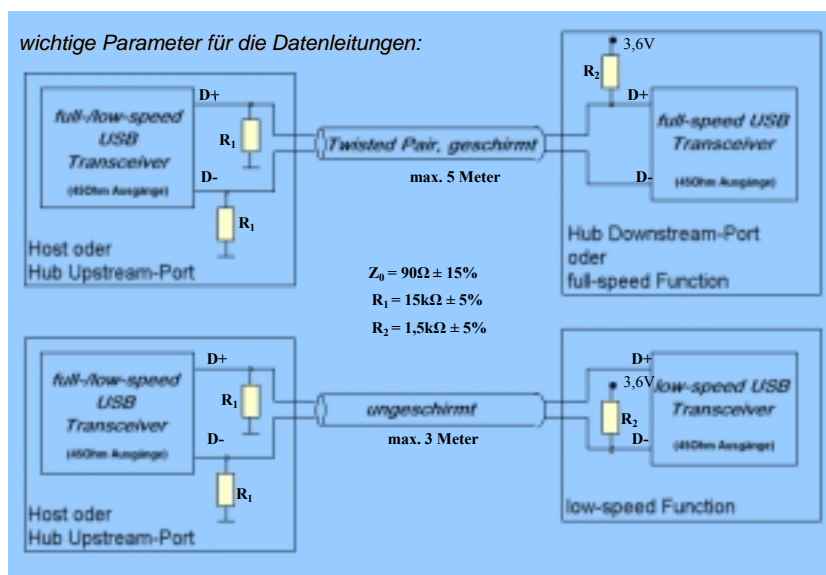 wichtige Parameter für die Datenleitungen:
D+
full-/low-speed
USB
Transceiver
(45Ohm Ausgänge)
R₁
D-
R₁
Host oder
Hub Upstream-Port
Twisted Pair, geschirmt
max. 5 Meter
3,6V
R₂
D+
full-speed USB
Transceiver
(45Ohm Ausgänge)
D-
Hub Downstream-Port
oder
full-speed Function
Z₀ = 90Ω ± 15%
R₁ = 15kΩ ± 5%
R₂ = 1,5kΩ ± 5%
D+
full-/low-speed
USB
Transceiver
(45Ohm Ausgänge)
R₁
D-
R₁
Host oder
Hub Upstream-Port
ungeschirmt
max. 3 Meter
D+
3,6V
low-speed USB
Transceiver
R₂
D-
(45Ohm Ausgänge)
low-speed Function